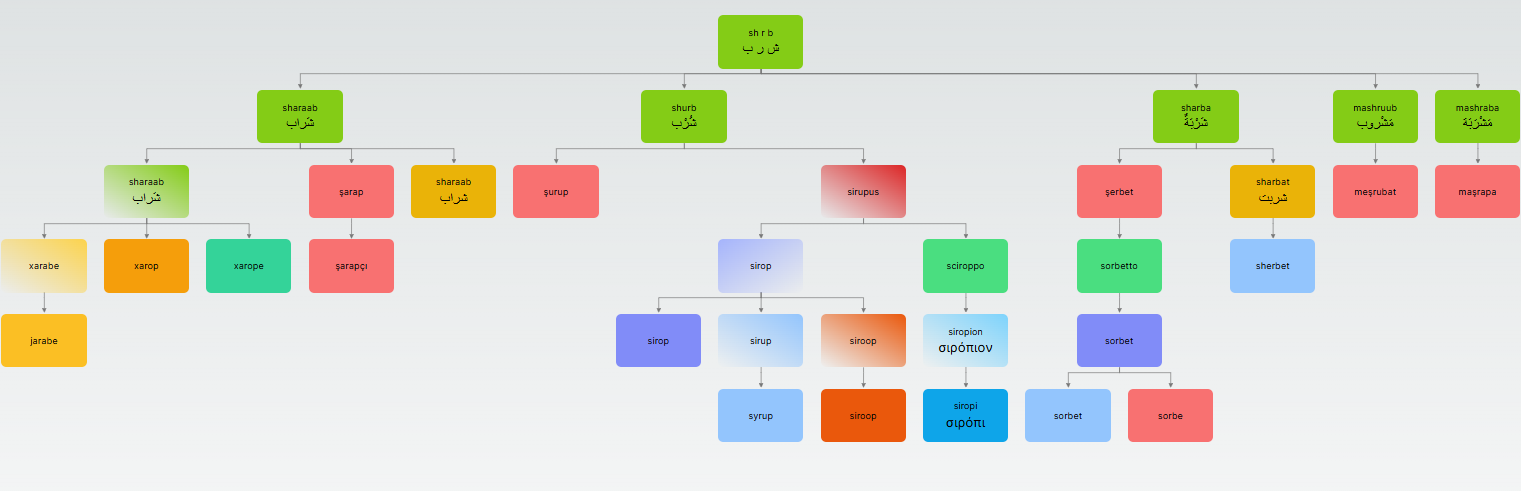 sh r b
ش ر ب
sharaab
شَراب
shurb
شُرْب
sharba
شَرْبَةٌ
mashruub
مَشْروب
mashraba
مَشْرَبَة
sharaab
شَراب
şarap
sharaab
شراب
şurup
sirupus
şerbet
sharbat
شربت
meşrubat
maşrapa
xarabe
xarop
xarope
şarapçı
sirop
sciroppo
sorbetto
sherbet
jarabe
sirop
sirup
siroop
siropion
σιρόπιον
sorbet
syrup
siroop
siropi
σιρόπι
sorbet
sorbe